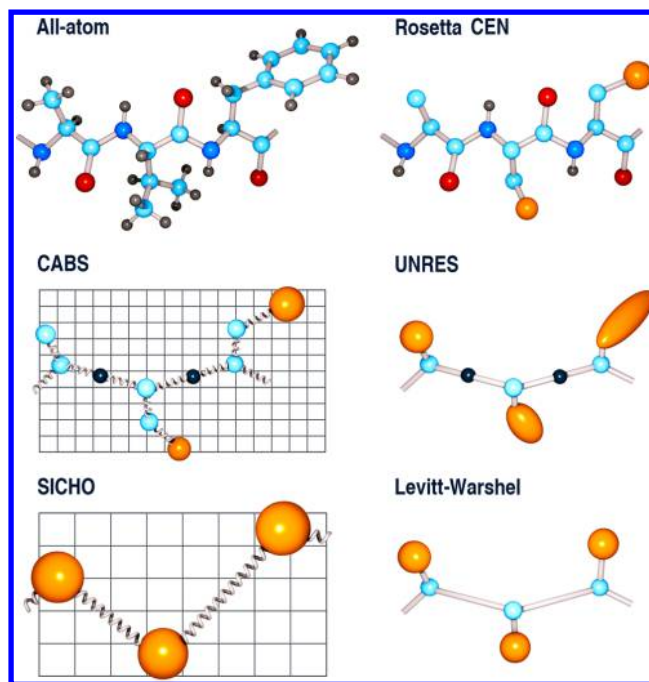 All-atom
Rosetta CEN
CABS
UNRES
SICHO
Levitt-Warshel